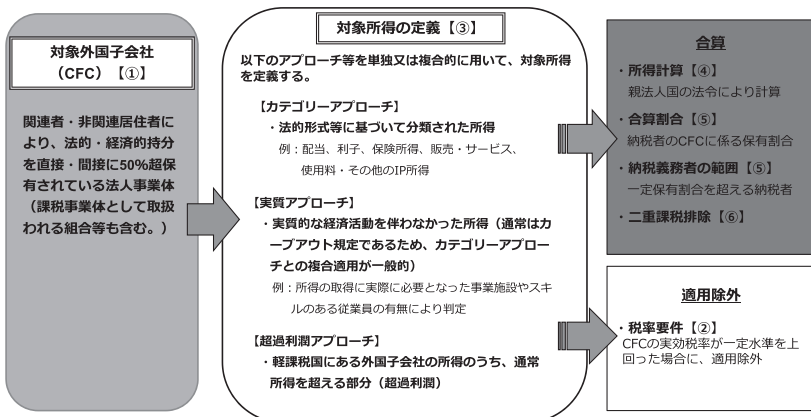 対象外国子会社
（CFC）【①】
関連者・非関連居住者に
より、法的・経済的持分
を直接・間接に50%超保
有されている法人事業体
（課税事業体として取扱
われる組合等も含む。）
対象所得の定義【③】
以下のアプローチ等を単独又は複合的に用いて、対象所得
を定義する。
【カテゴリーアプローチ】
・法的形式等に基づいて分類された所得
例：配当、利子、保険所得、販売・サービス、
使用料・その他のIP所得
【実質アプローチ】
・実質的な経済活動を伴わなかった所得（通常はカ
ーブアウト規定であるため、カテゴリーアプロー
チとの複合適用が一般的）
例：所得の取得に実際に必要となった事業施設やスキ
ルのある従業員の有無により判定
【超過利潤アプローチ】
・軽課税国にある外国子会社の所得のうち、通常
所得を超える部分（超過利潤）
合算
・所得計算【④】
親法人国の法令により計算
・合算割合【⑤】
納税者のCFCに係る保有割合
・納税義務者の範囲【⑤】
一定保有割合を超える納税者
・二重課税排除【⑥】
適用除外
・税率要件【②】
CFCの実効税率が一定水準を上
回った場合に、適用除外